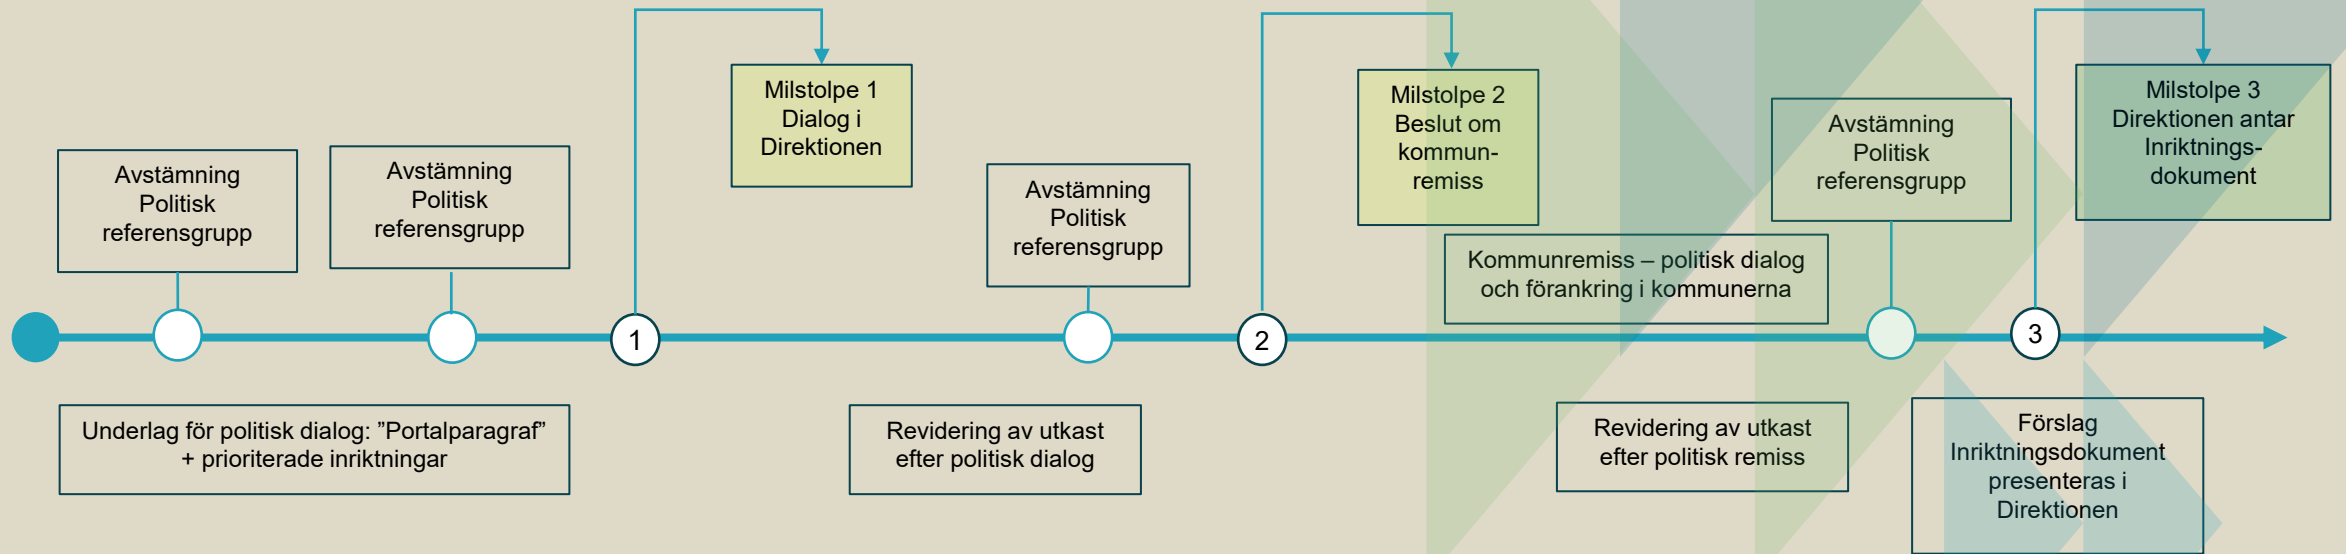 Avstämning
Politisk
referensgrupp
Avstämning
Politisk
referensgrupp
Milstolpe 1
Dialog i
Direktionen
Avstämning
Politisk
referensgrupp
Milstolpe 2
Beslut om
kommun-
remiss
Kommunremiss – politisk dialog
och förankring i kommunerna
Avstämning
Politisk
referensgrupp
Milstolpe 3
Direktionen antar
Inriktnings-
dokument
1
2
3
Underlag för politisk dialog: ”Portalparagraf”
+ prioriterade inriktningar
Revidering av utkast
efter politisk dialog
Revidering av utkast
efter politisk remiss
Förslag
Inriktningsdokument
presenteras i
Direktionen